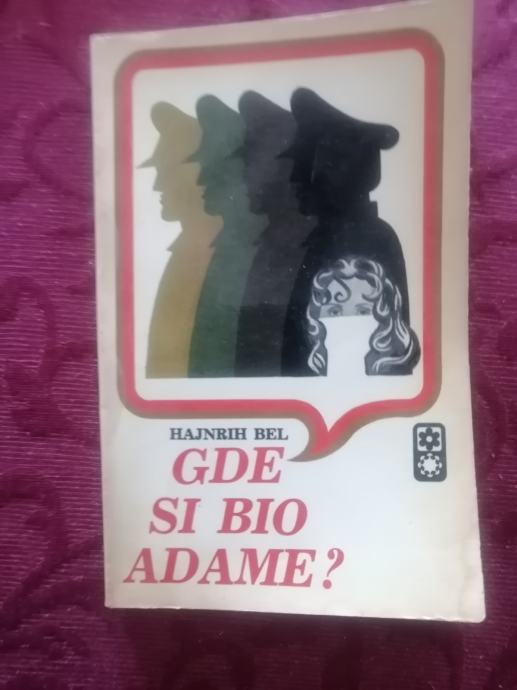 HAJNRIH BEL
GDE
SI BIO
ADAME?